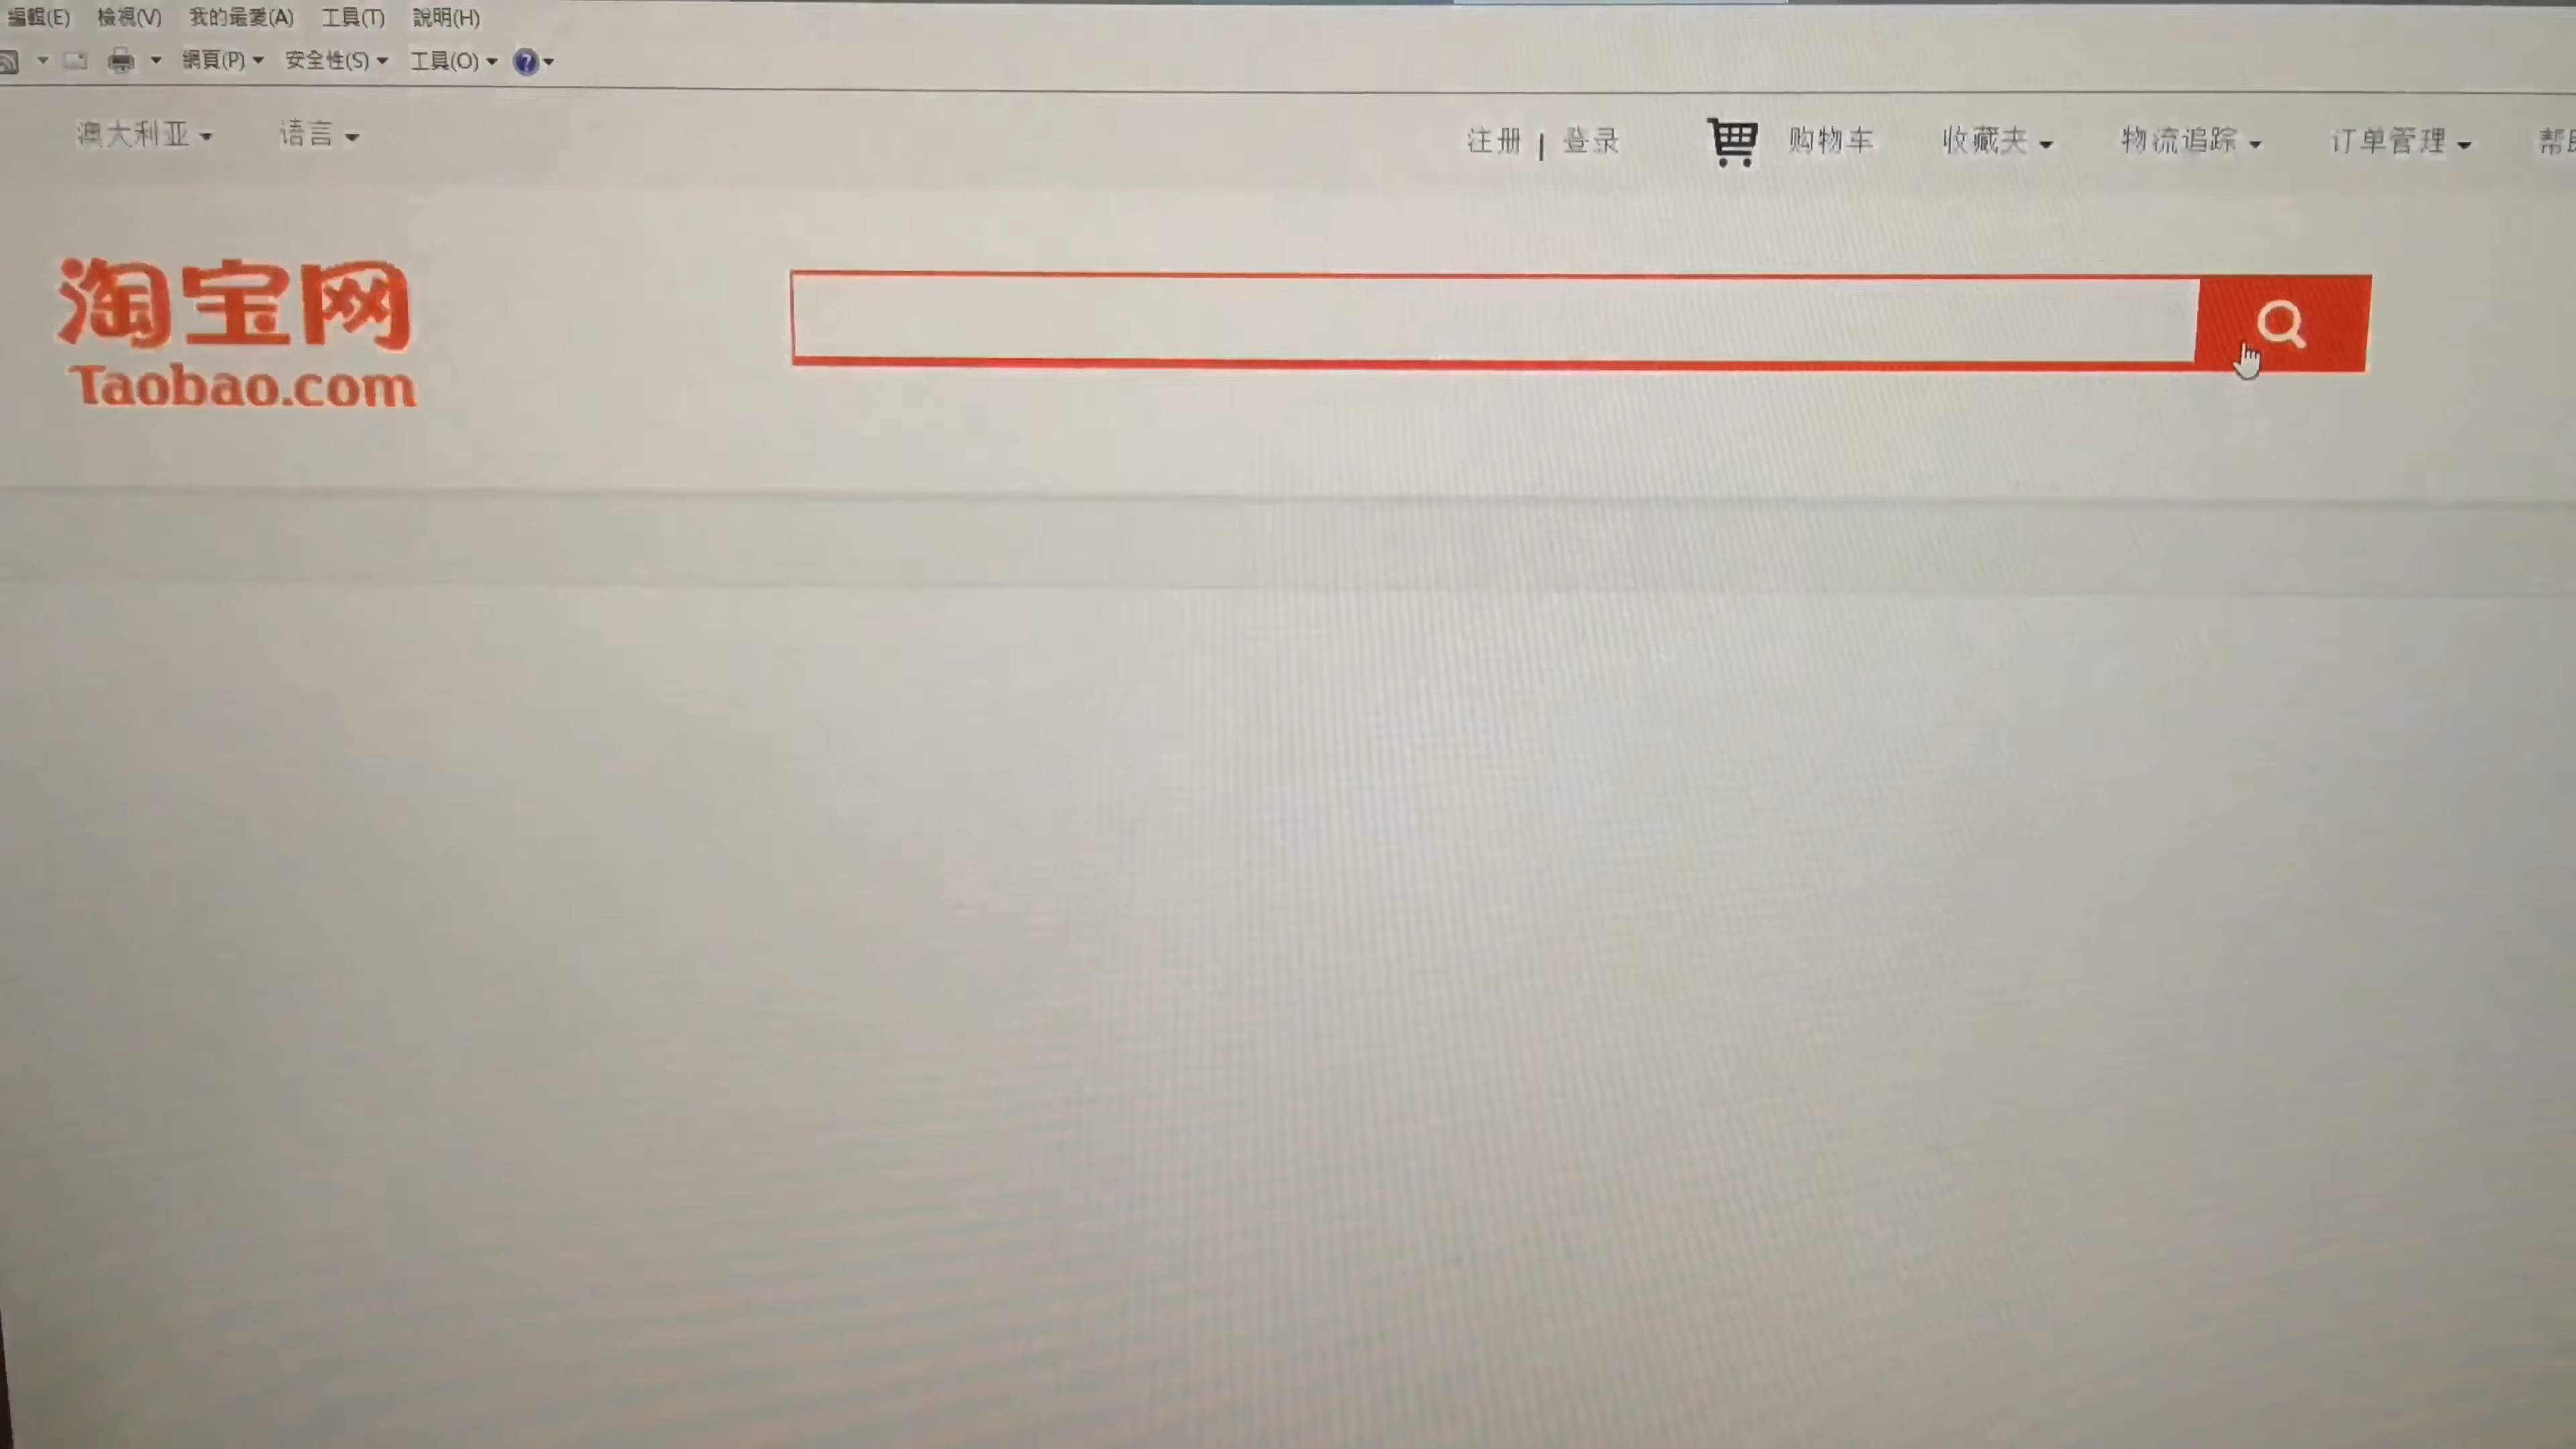 編輯(E) 檢視(V) 我的最愛(A) 工具(T) 說明(H)
網頁(P) 安全性(S) 工具(O)
澳大利亚 语言 注册 | 登录 购物车 收藏夹 物流追踪 订单管理
淘宝网
Taobao.com